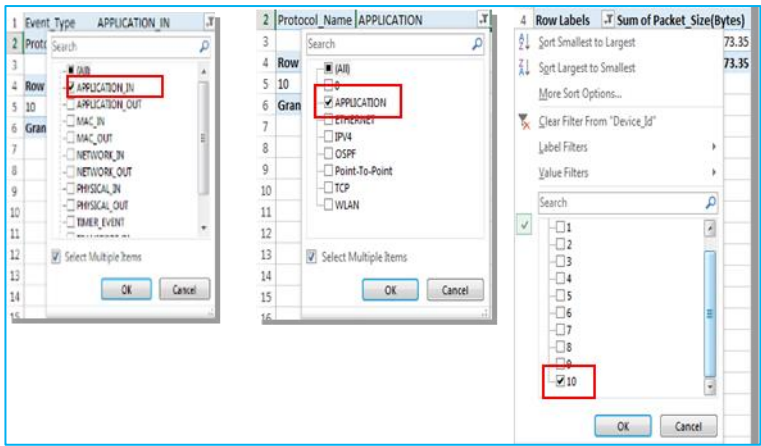 1 Event_Type APPLICATION_IN
2 Proto
Search
3
(All)
4 Row
APPLICATION_IN
5 10
APPLICATION_OUT
6 Gran
MAC_IN
7
MAC_OUT
8
NETWORK_IN
NETWORK_OUT
9
PHYSICAL_IN
10
PHYSICAL_OUT
11
TIMER_EVENT
12
Select Multiple Items
13
OK Cancel
14
15
2 Protocol_Name APPLICATION
3
Search
4 Row
(All)
5 10
0
6 Gran
APPLICATION
7
ETHERNET
8
IPV4
OSPF
9
Point-To-Point
10
TCP
11
WLAN
12
13
Select Multiple Items
14
15
OK Cancel
16
4 Row Labels Sum of Packet_Size(Bytes)
Sort Smallest to Largest 73.35
Sort Largest to Smallest 73.35
More Sort Options...
Clear Filter From "Device_Id"
Label Filters
Value Filters
Search
1
2
3
4
5
6
7
8
9
10
OK Cancel